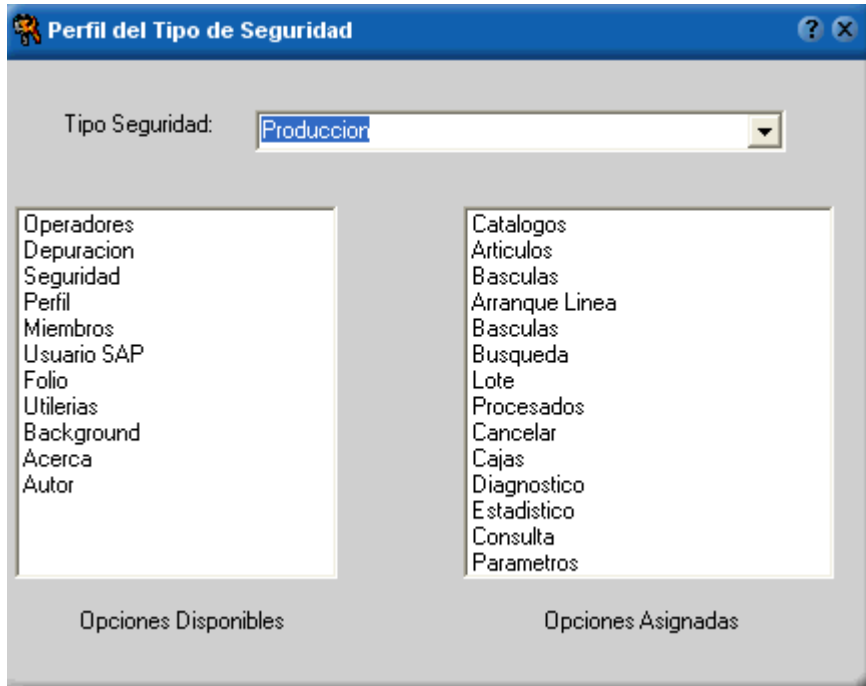 Perfil del Tipo de Seguridad
Tipo Seguridad:
Produccion
Operadores
Depuracion
Seguridad
Perfil
Miembros
Usuario SAP
Folio
Utilerias
Background
Acerca
Autor
Catalogos
Articulos
Basculas
Arranque Linea
Basculas
Busqueda
Lote
Procesados
Cancelar
Cajas
Diagnostico
Estadistico
Consulta
Parametros
Opciones Disponibles
Opciones Asignadas